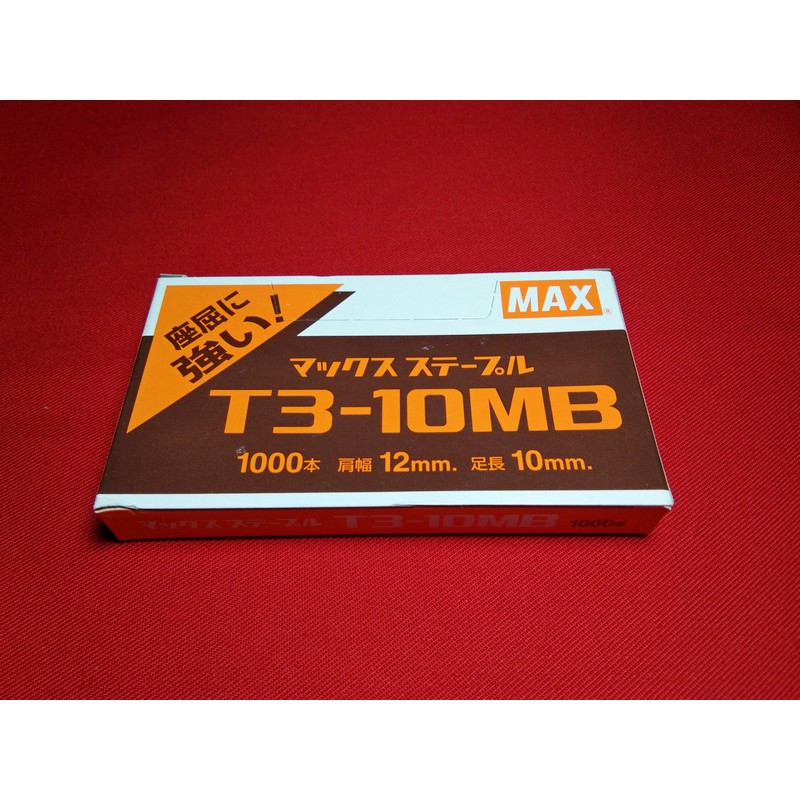 座屈に
強い!
MAX®
マックス ステープル
T3-10MB
1000本 肩幅 12mm. 足長 10mm.
マックス ステープル T3-10MB 1000本